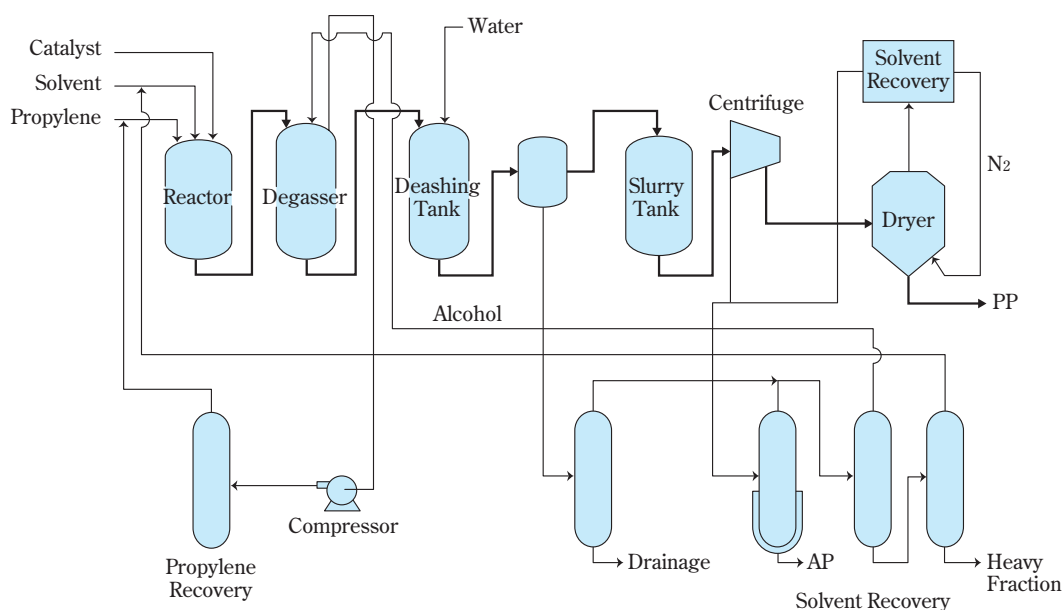 Catalyst
Solvent
Propylene
Water
Reactor
Degasser
Deashing
Tank
Slurry
Tank
Centrifuge
Solvent
Recovery
N2
Dryer
PP
Alcohol
Compressor
Propylene
Recovery
Drainage
AP
Heavy
Fraction
Solvent Recovery